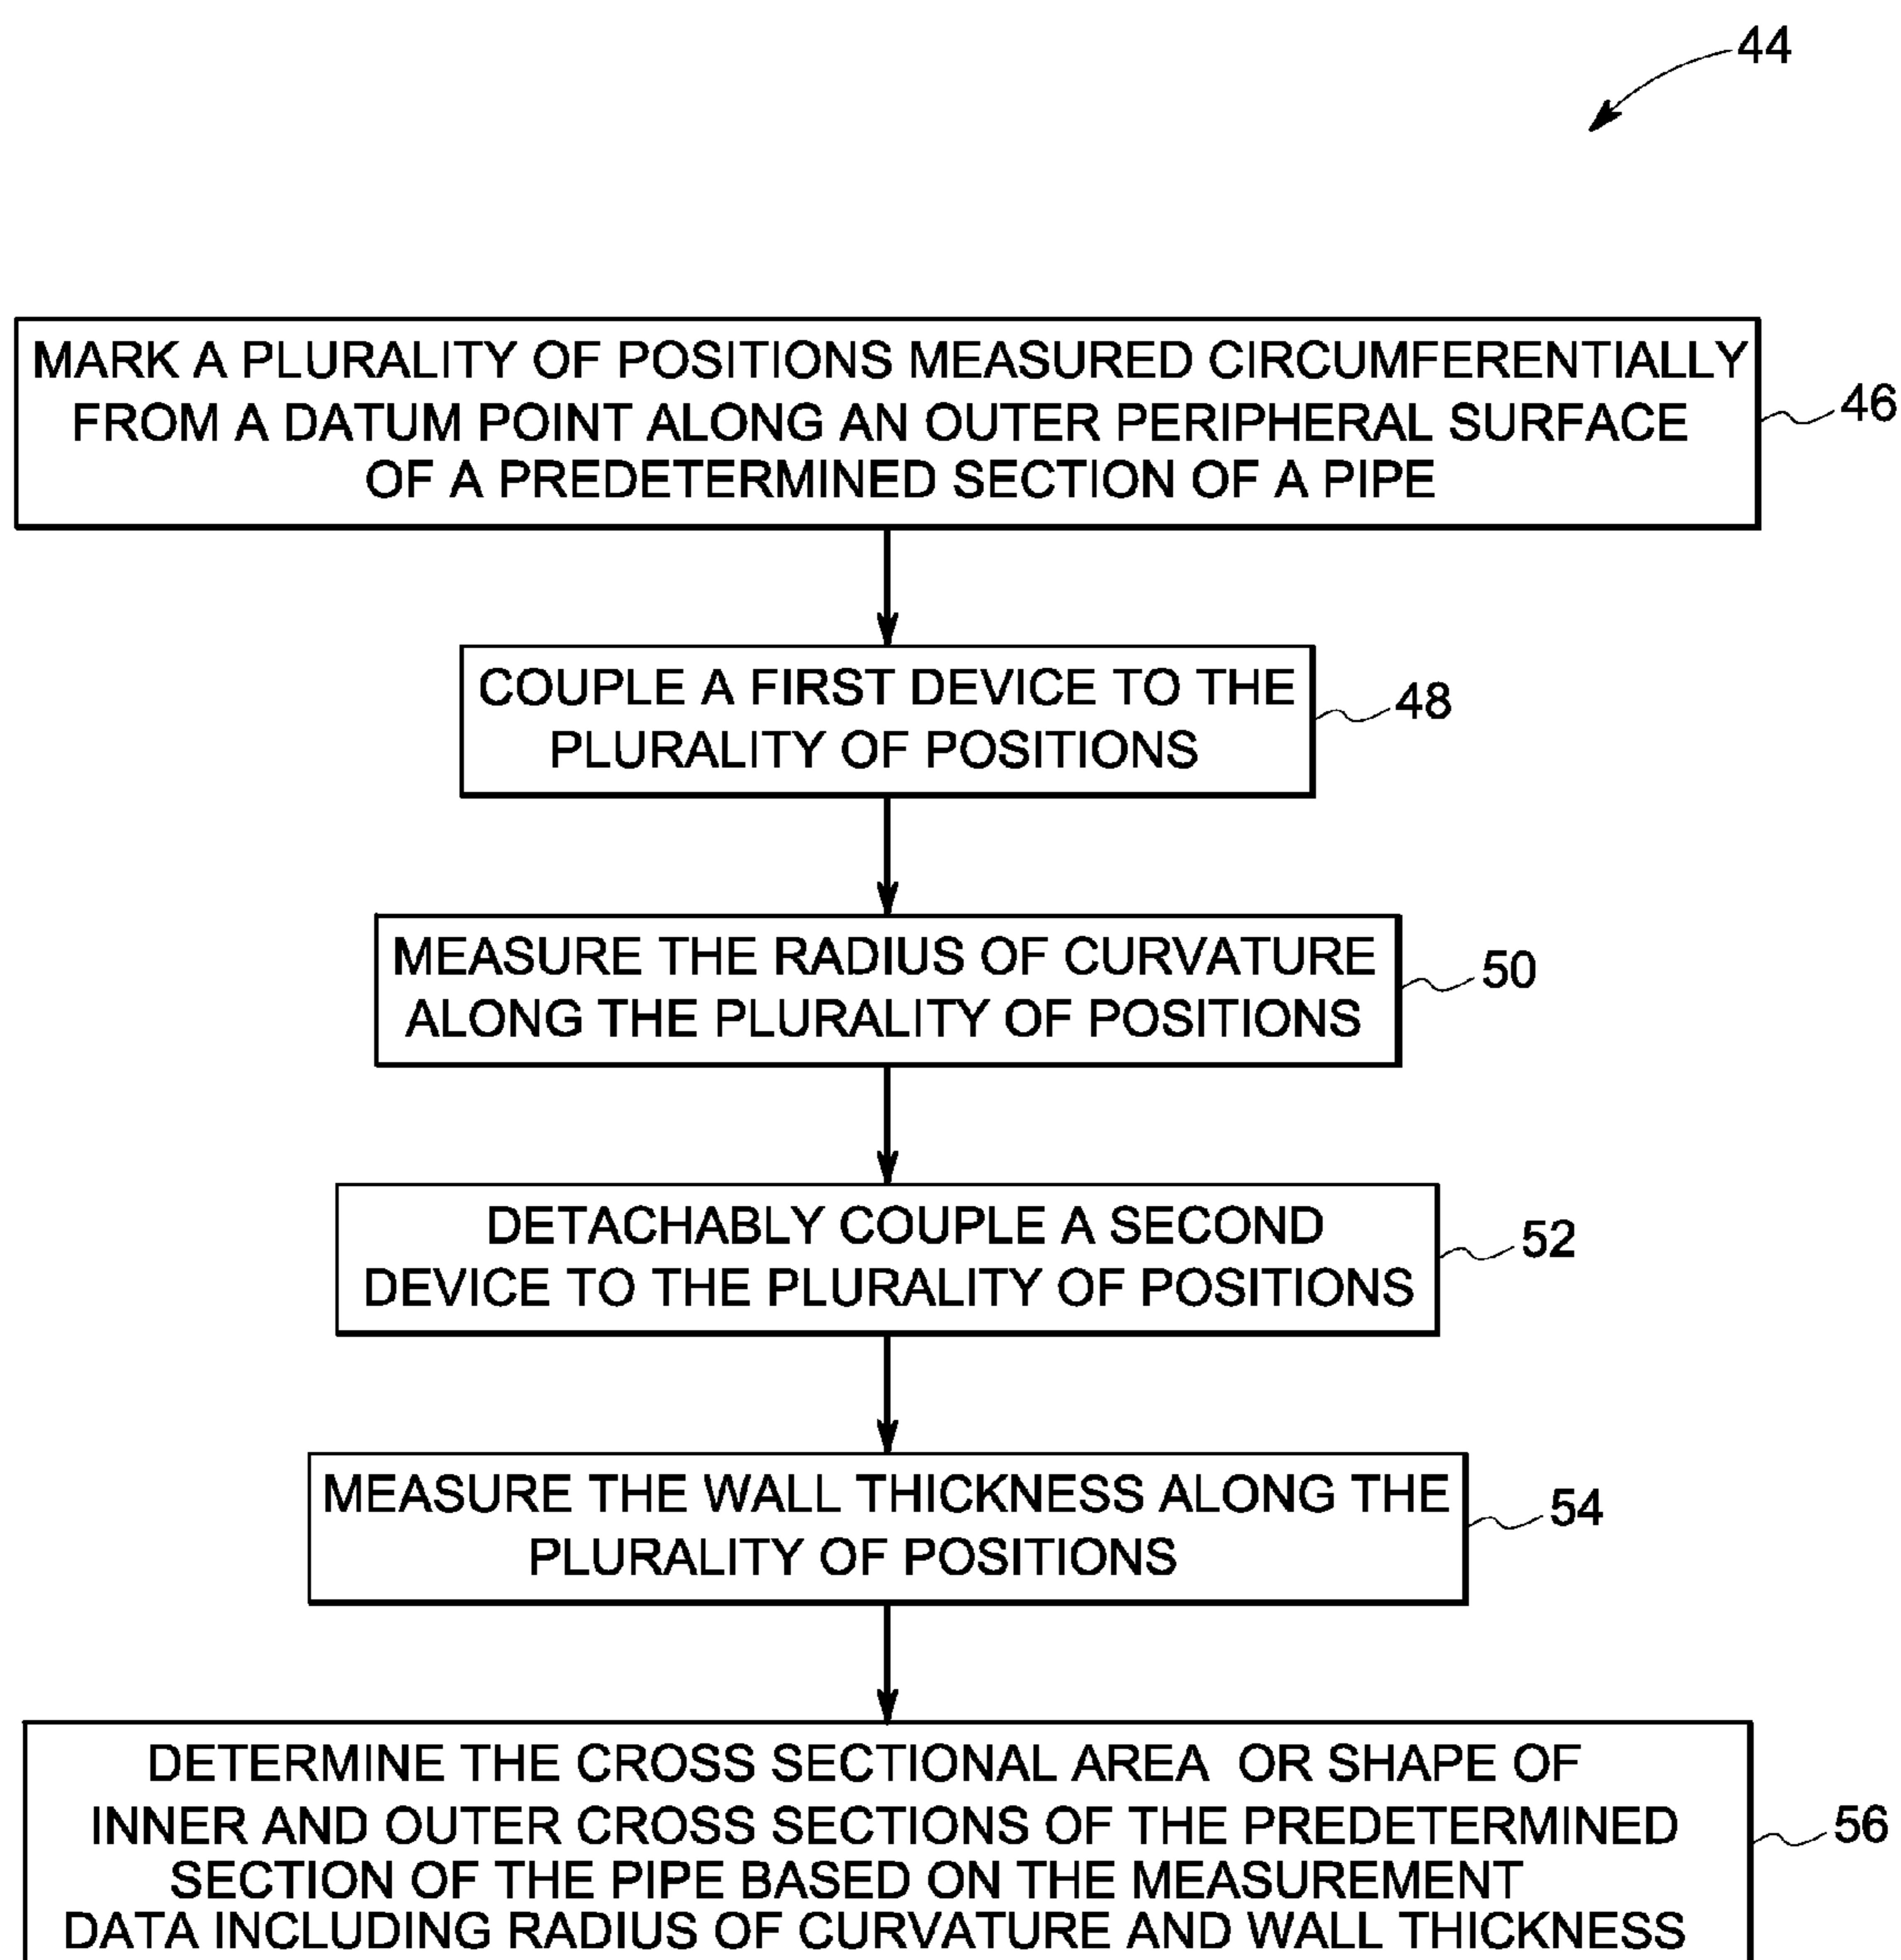 44
MARK A PLURALITY OF POSITIONS MEASURED CIRCUMFERENTIALLY
FROM A DATUM POINT ALONG AN OUTER PERIPHERAL SURFACE
OF A PREDETERMINED SECTION OF A PIPE
46
COUPLE A FIRST DEVICE TO THE
PLURALITY OF POSITIONS
48
MEASURE THE RADIUS OF CURVATURE
ALONG THE PLURALITY OF POSITIONS
50
DETACHABLY COUPLE A SECOND
DEVICE TO THE PLURALITY OF POSITIONS
52
MEASURE THE WALL THICKNESS ALONG THE
PLURALITY OF POSITIONS
54
DETERMINE THE CROSS SECTIONAL AREA OR SHAPE OF
INNER AND OUTER CROSS SECTIONS OF THE PREDETERMINED
SECTION OF THE PIPE BASED ON THE MEASUREMENT
DATA INCLUDING RADIUS OF CURVATURE AND WALL THICKNESS
56